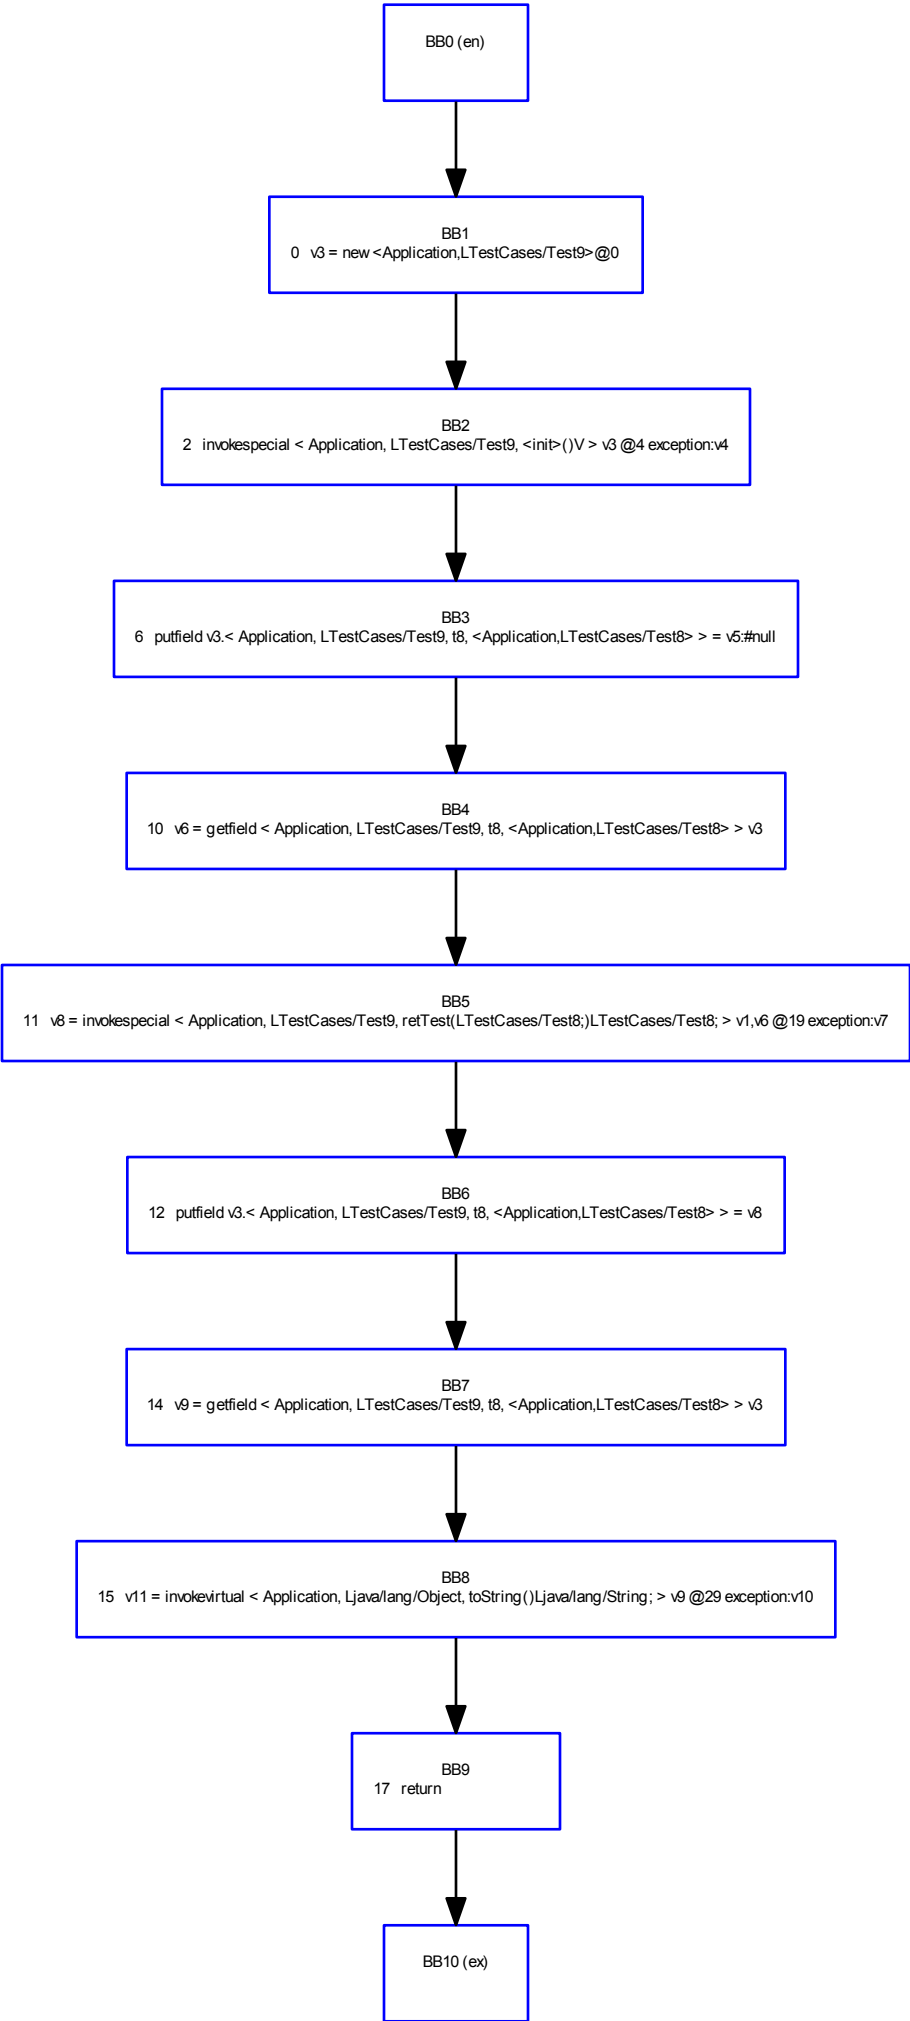 BB0 (en)
BB1
0 v3 = new <Application,LTestCases/Test9>@0
BB2
2 invokespecial < Application, LTestCases/Test9, <init>()V > v3 @4 exception:v4
BB3
6 putfield v3.< Application, LTestCases/Test9, t8, <Application,LTestCases/Test8> > = v5:#null
BB4
10 v6 = getfield < Application, LTestCases/Test9, t8, <Application,LTestCases/Test8> > v3
BB5
11 v8 = invokespecial < Application, LTestCases/Test9, retTest(LTestCases/Test8;)LTestCases/Test8; > v1,v6 @19 exception:v7
BB6
12 putfield v3.< Application, LTestCases/Test9, t8, <Application,LTestCases/Test8> > = v8
BB7
14 v9 = getfield < Application, LTestCases/Test9, t8, <Application,LTestCases/Test8> > v3
BB8
15 v11 = invokevirtual < Application, Ljava/lang/Object, toString()Ljava/lang/String; > v9 @29 exception:v10
BB9
17 return
BB10 (ex)